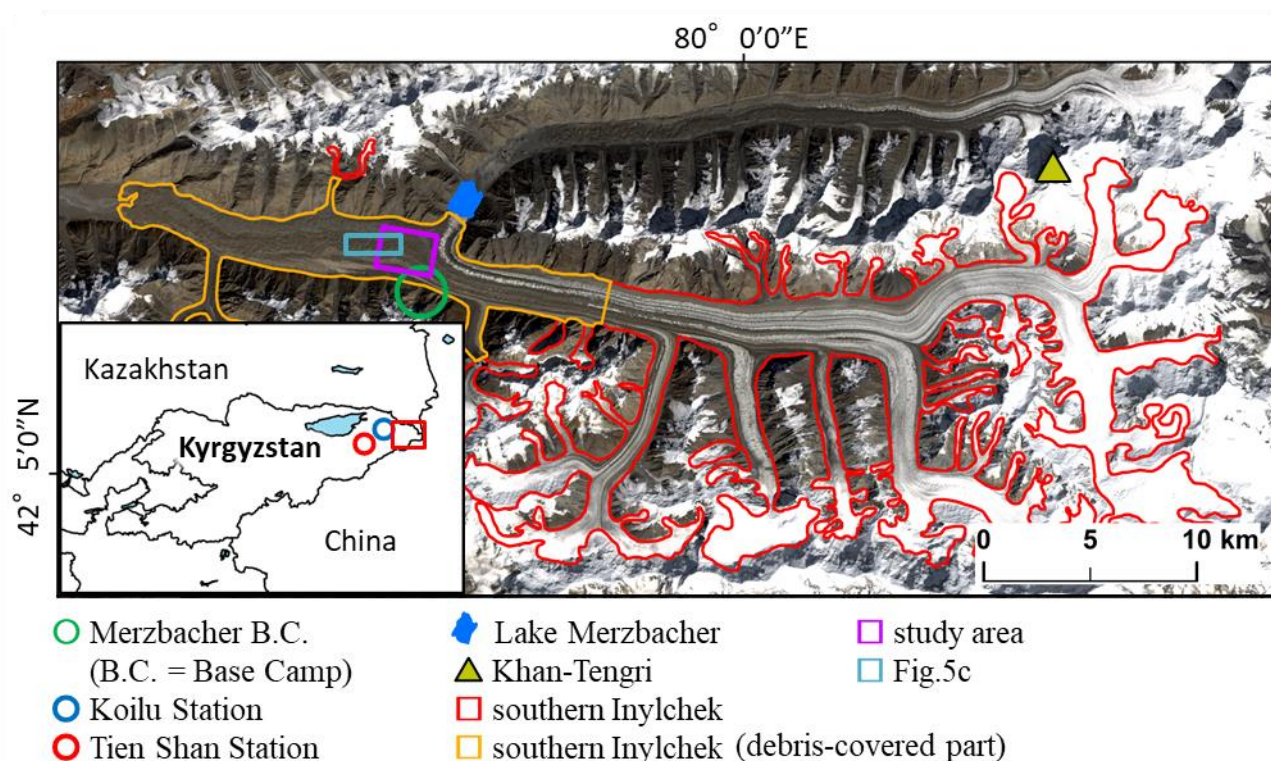 80° 0’0”E
Kazakhstan
Kyrgyzstan
China
42° 5’0”N
0 5 10 km
Merzbacher B.C.
(B.C. = Base Camp)
Koilu Station
Tien Shan Station
Lake Merzbacher
Khan-Tengri
southern Inylchek
southern Inylchek (debris-covered part)
study area
Fig.5c